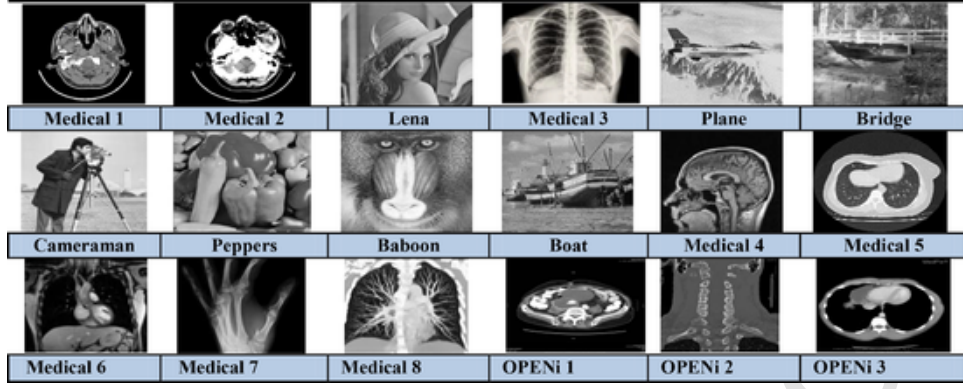 Medical 1 Medical 2 Lena Medical 3 Plane Bridge
Cameraman Peppers Baboon Boat Medical 4 Medical 5
Medical 6 Medical 7 Medical 8 OPENi 1 OPENi 2 OPENi 3